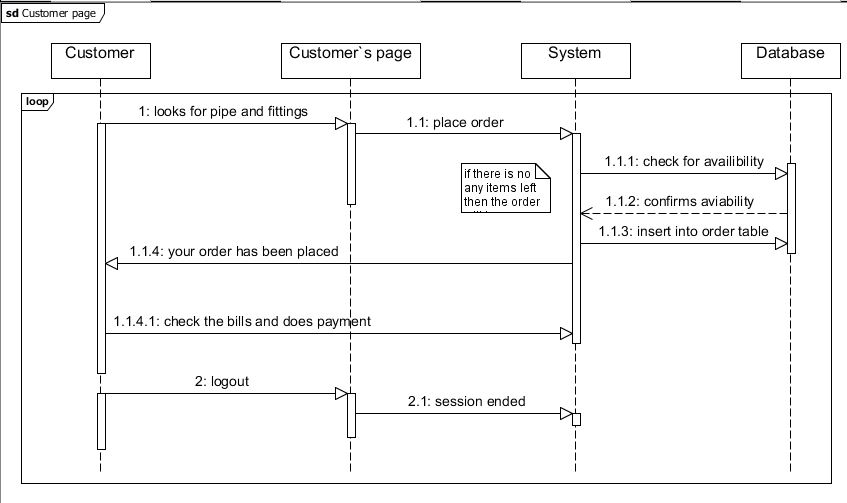 sd Customer page
Customer
Customer`s page
System
Database
loop
1: looks for pipe and fittings
1.1: place order
if there is no
any items left
then the order
1.1.1: check for availibility
1.1.2: confirms aviability
1.1.3: insert into order table
1.1.4: your order has been placed
1.1.4.1: check the bills and does payment
2: logout
2.1: session ended